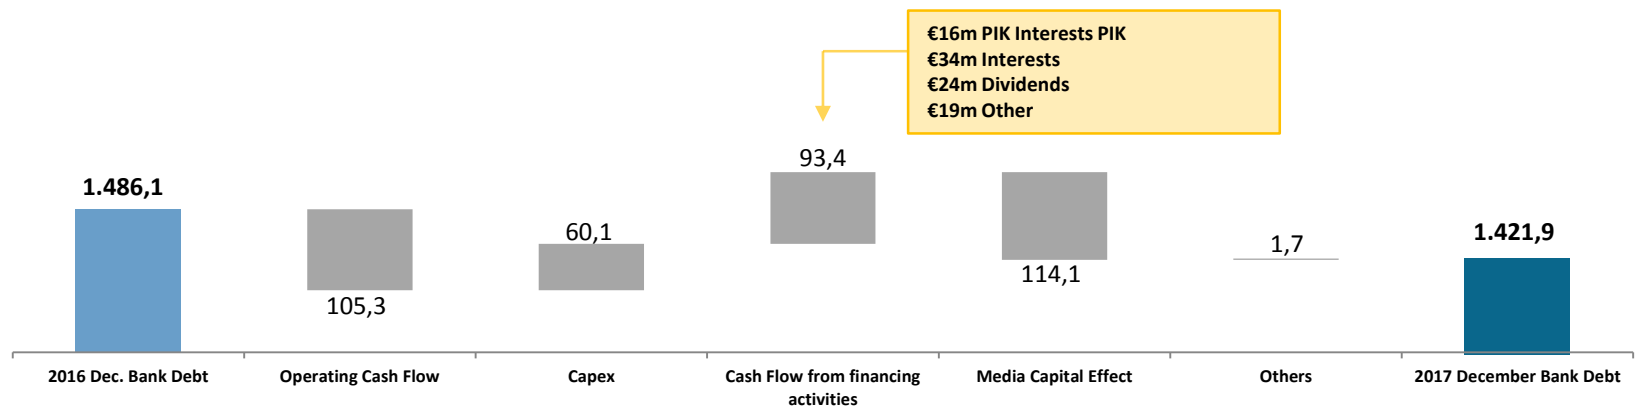 €16m PIK Interests PIK
€34m Interests
€24m Dividends
€19m Other
1.486,1
105,3
60,1
93,4
114,1
1,7
1.421,9
2016 Dec. Bank Debt
Operating Cash Flow
Capex
Cash Flow from financing
activities
Media Capital Effect
Others
2017 December Bank Debt